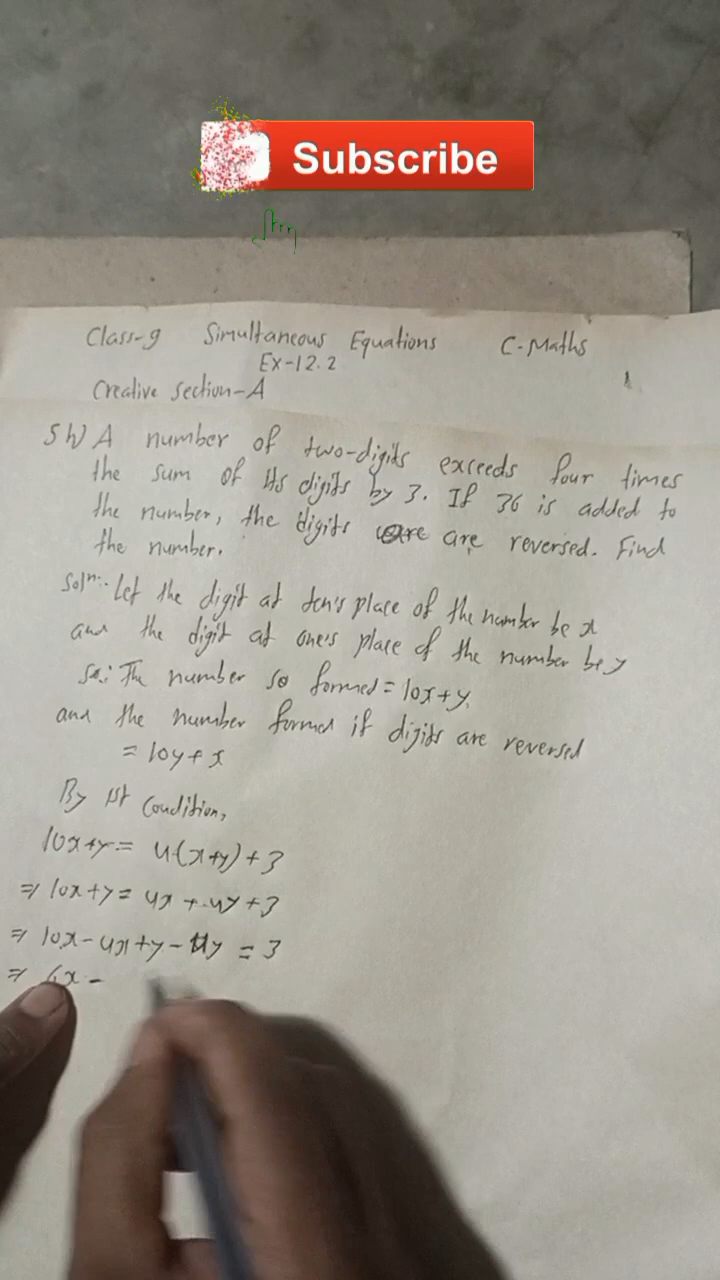 Subscribe
Class-9 Simultaneous Equations C-Maths
Ex-12.2
Creative section-A
5 h) A number of two-digits exceeds four times
the sum of its digits by 3. If 36 is added to
the number, the digits are are reversed. Find
the number.
Solⁿ:. Let the digit at ten's place of the number be x
and the digit at one's place of the number be y
So: The number so formed = 10x+y.
and the number formed if digits are reversed
= 10y+x
By 1st Condition,
10x+y = 4(x+y)+3
⇒ 10x+y = 4x+4y+3
⇒ 10x-4x+y-4y = 3
⇒ 6x -